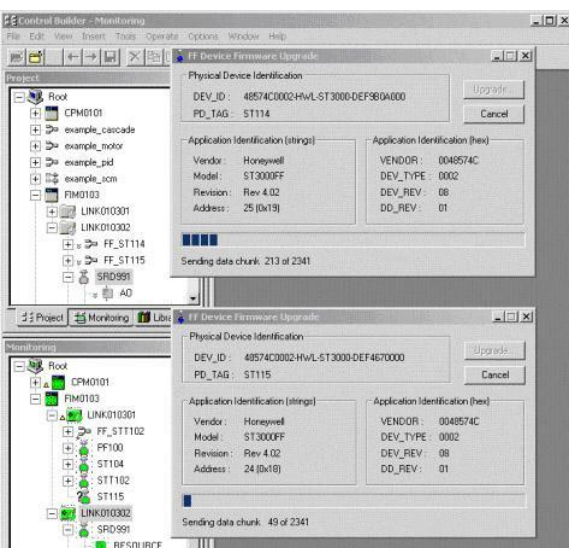 Control Builder - Monitoring
File Edit View Insert Tools Operate Options Window Help
Project
Root
CPM0101
example_cascade
example_motor
example_pid
example_scm
FIM0103
LINK010301
LINK010302
FF_ST114
FF_ST115
SRD991
AO
Project Monitoring
FF Device Firmware Upgrade
Physical Device Identification
DEV_ID : 48574C0002-HWL-ST3000-DEF9B0A000
PD_TAG : ST114
Upgrade...
Cancel
Application Identification (strings)
Vendor : Honeywell
Model : ST3000FF
Revision : Rev 4.02
Address : 25 (0x19)
Application Identification (hex)
VENDOR : 0048574C
DEV_TYPE : 0002
DEV_REV : 08
DD_REV : 01
Sending data chunk 213 of 2341
Monitoring
Root
CPM0101
FIM0103
LINK010301
FF_STT102
PF100
ST104
STT102
ST115
LINK010302
SRD991
RESOURCE
FF Device Firmware Upgrade
Physical Device Identification
DEV_ID : 48574C0002-HWL-ST3000-DEF4670000
PD_TAG : ST115
Upgrade...
Cancel
Application Identification (strings)
Vendor : Honeywell
Model : ST3000FF
Revision : Rev 4.02
Address : 24 (0x18)
Application Identification (hex)
VENDOR : 0048574C
DEV_TYPE : 0002
DEV_REV : 08
DD_REV : 01
Sending data chunk 49 of 2341